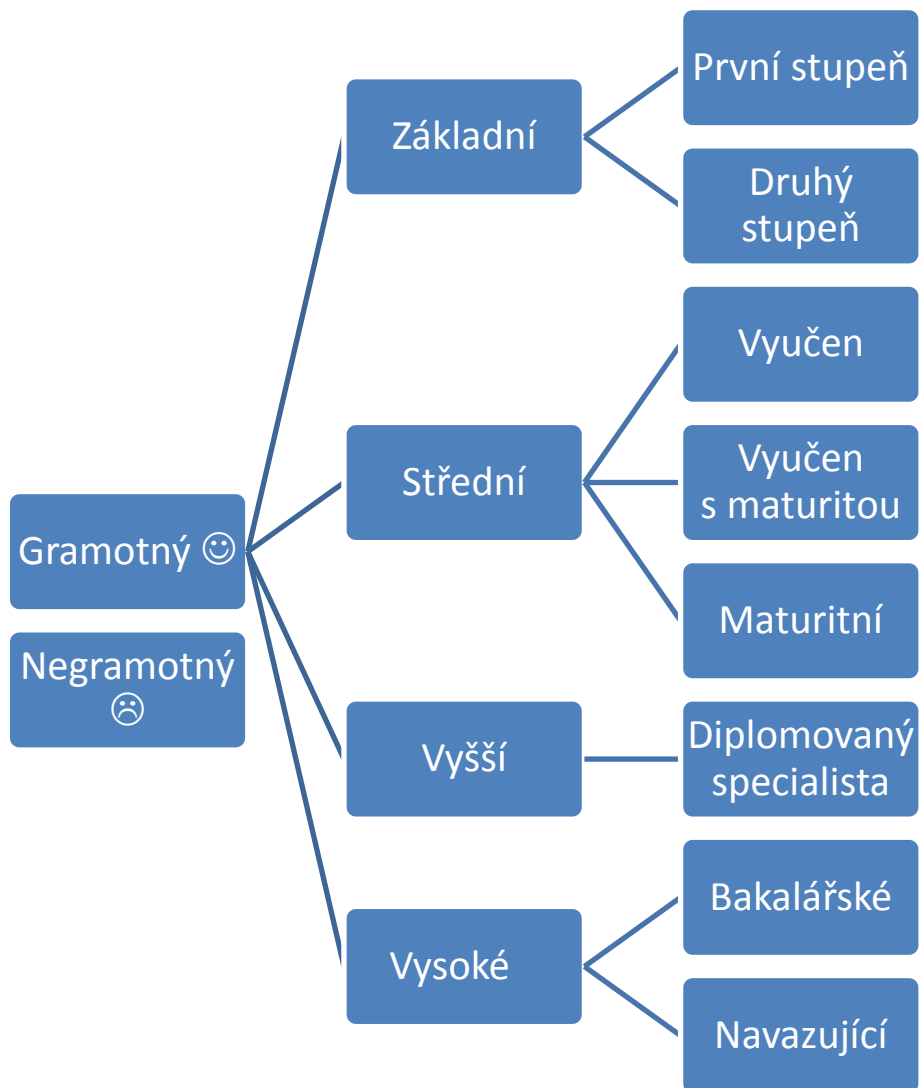 Gramotný ☺
Negramotný
☹
Základní
Střední
Vyšší
Vysoké
První stupeň
Druhý
stupeň
Vyučen
Vyučen
s maturitou
Maturitní
Diplomovaný
specialista
Bakalářské
Navazující